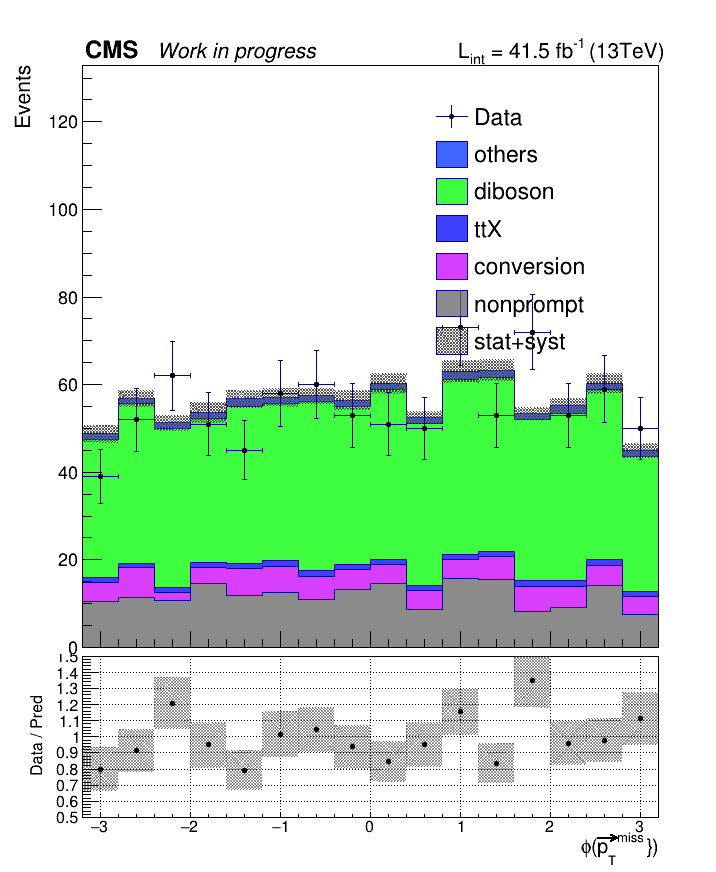 CMS Work in progress L_int = 41.5 fb^-1 (13TeV)
Events
120
100
80
60
40
20
0
Data
others
diboson
ttX
conversion
nonprompt
stat+syst
Data / Pred
1.5
1.4
1.3
1.2
1.1
1
0.9
0.8
0.7
0.6
0.5
−3 −2 −1 0 1 2 3
ϕ(p_T^miss })